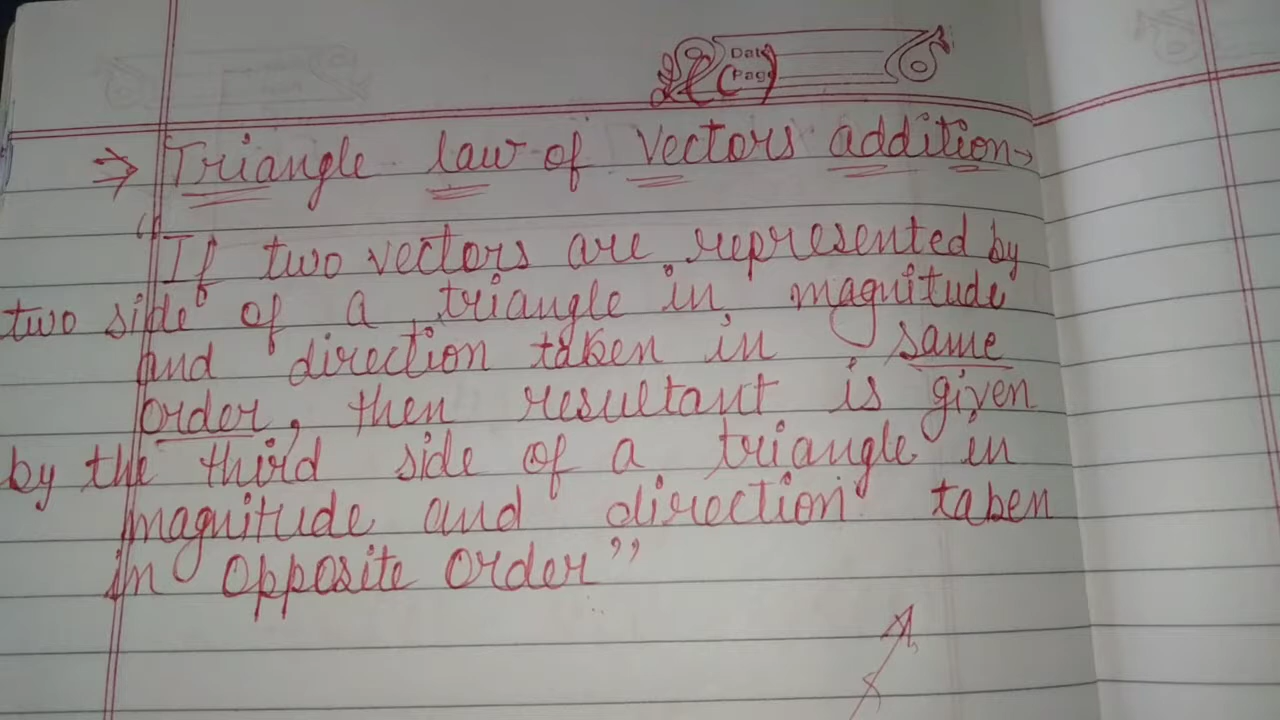 Date
Page
⇒ Triangle law of Vectors addition→
"If two vectors are represented by
two side of a triangle in magnitude
and direction taken in same
order, then resultant is given
by the third side of a triangle in
magnitude and direction taken
in opposite order"